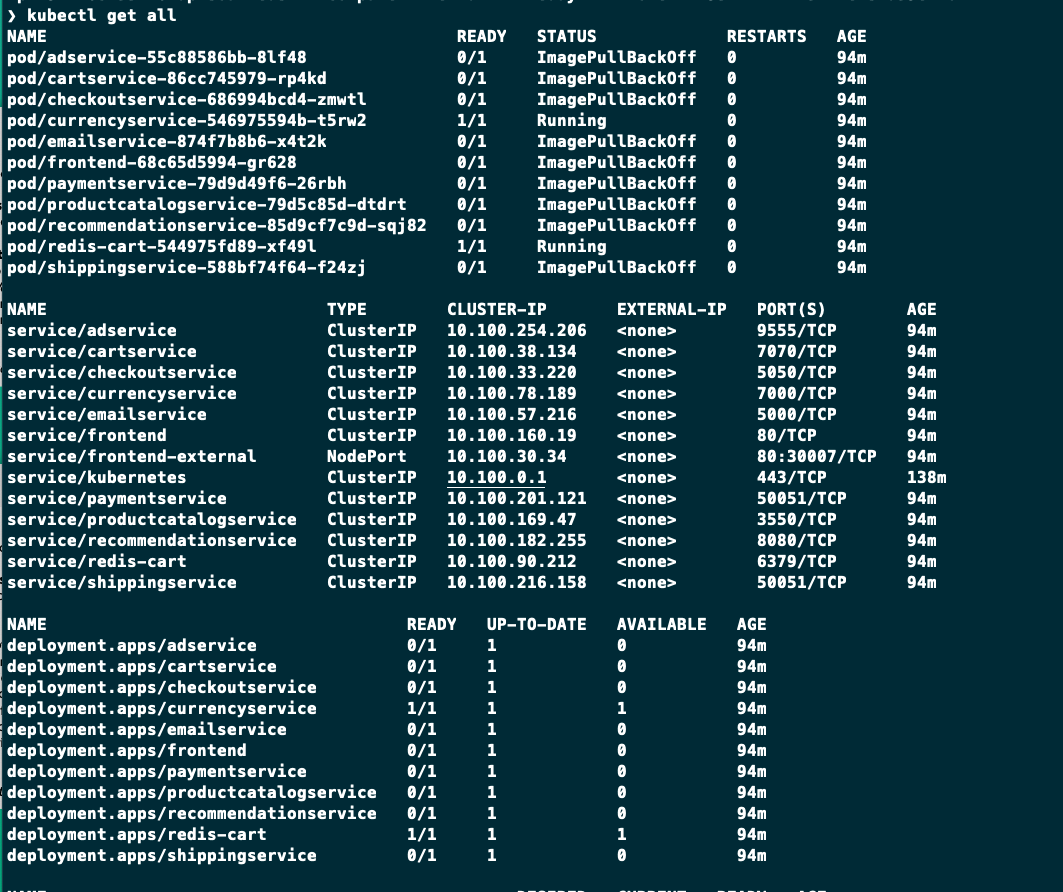 ❯ kubectl get all
NAME READY STATUS RESTARTS AGE
pod/adservice-55c88586bb-8lf48 0/1 ImagePullBackOff 0 94m
pod/cartservice-86cc745979-rp4kd 0/1 ImagePullBackOff 0 94m
pod/checkoutservice-686994bcd4-zmwtl 0/1 ImagePullBackOff 0 94m
pod/currencyservice-546975594b-t5rw2 1/1 Running 0 94m
pod/emailservice-874f7b8b6-x4t2k 0/1 ImagePullBackOff 0 94m
pod/frontend-68c65d5994-gr628 0/1 ImagePullBackOff 0 94m
pod/paymentservice-79d9d49f6-26rbh 0/1 ImagePullBackOff 0 94m
pod/productcatalogservice-79d5c85d-dtdrt 0/1 ImagePullBackOff 0 94m
pod/recommendationservice-85d9cf7c9d-sqj82 0/1 ImagePullBackOff 0 94m
pod/redis-cart-544975fd89-xf49l 1/1 Running 0 94m
pod/shippingservice-588bf74f64-f24zj 0/1 ImagePullBackOff 0 94m
NAME TYPE CLUSTER-IP EXTERNAL-IP PORT(S) AGE
service/adservice ClusterIP 10.100.254.206 <none> 9555/TCP 94m
service/cartservice ClusterIP 10.100.38.134 <none> 7070/TCP 94m
service/checkoutservice ClusterIP 10.100.33.220 <none> 5050/TCP 94m
service/currencyservice ClusterIP 10.100.78.189 <none> 7000/TCP 94m
service/emailservice ClusterIP 10.100.57.216 <none> 5000/TCP 94m
service/frontend ClusterIP 10.100.160.19 <none> 80/TCP 94m
service/frontend-external NodePort 10.100.30.34 <none> 80:30007/TCP 94m
service/kubernetes ClusterIP 10.100.0.1 <none> 443/TCP 138m
service/paymentservice ClusterIP 10.100.201.121 <none> 50051/TCP 94m
service/productcatalogservice ClusterIP 10.100.169.47 <none> 3550/TCP 94m
service/recommendationservice ClusterIP 10.100.182.255 <none> 8080/TCP 94m
service/redis-cart ClusterIP 10.100.90.212 <none> 6379/TCP 94m
service/shippingservice ClusterIP 10.100.216.158 <none> 50051/TCP 94m
NAME READY UP-TO-DATE AVAILABLE AGE
deployment.apps/adservice 0/1 1 0 94m
deployment.apps/cartservice 0/1 1 0 94m
deployment.apps/checkoutservice 0/1 1 0 94m
deployment.apps/currencyservice 1/1 1 1 94m
deployment.apps/emailservice 0/1 1 0 94m
deployment.apps/frontend 0/1 1 0 94m
deployment.apps/paymentservice 0/1 1 0 94m
deployment.apps/productcatalogservice 0/1 1 0 94m
deployment.apps/recommendationservice 0/1 1 0 94m
deployment.apps/redis-cart 1/1 1 1 94m
deployment.apps/shippingservice 0/1 1 0 94m